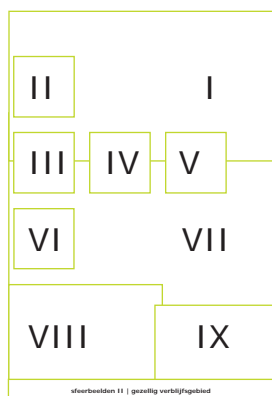 II I
III IV V
VI VII
VIII IX
sfeerbeelden II | gezellig verblijfsgebied